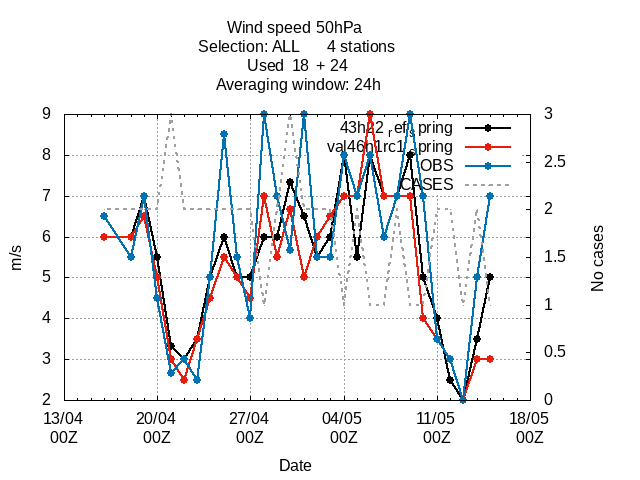 Wind speed 50hPa
Selection: ALL 4 stations
Used 18 + 24
Averaging window: 24h
43h22_refspring
val46h1rc1spring
OBS
CASES
9
8
7
6
5
4
3
2
m/s
3
2.5
2
1.5
1
0.5
0
No cases
13/04 20/04 27/04 04/05 11/05 18/05
00Z 00Z 00Z 00Z 00Z 00Z
Date